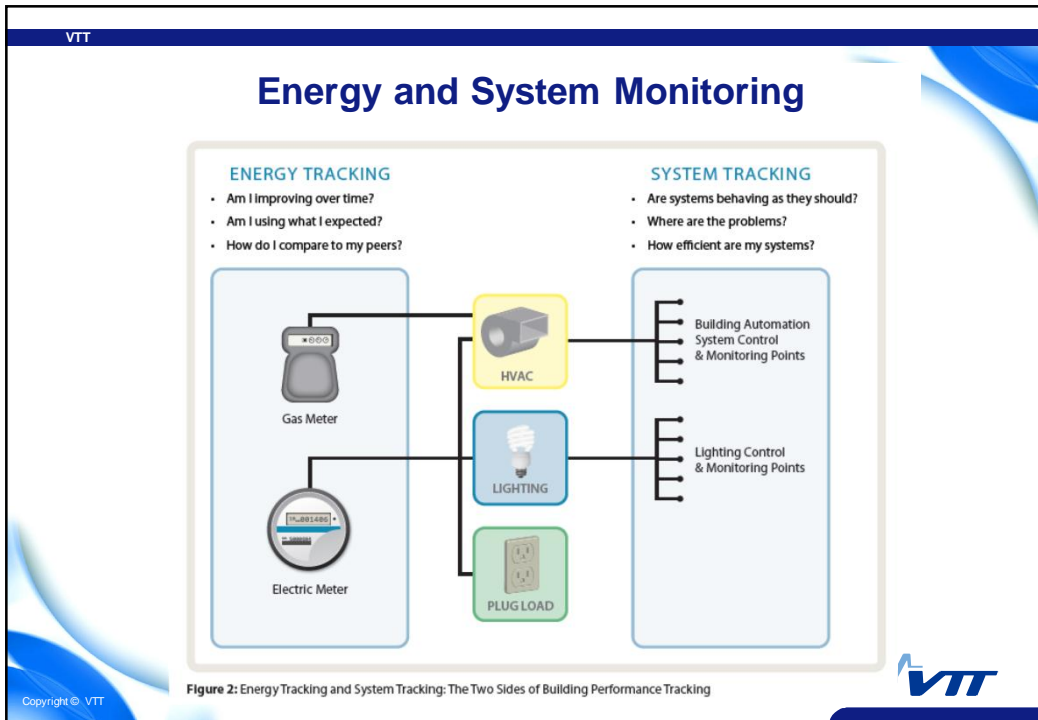 VTT
Energy and System Monitoring
ENERGY TRACKING
• Am I improving over time?
• Am I using what I expected?
• How do I compare to my peers?
SYSTEM TRACKING
• Are systems behaving as they should?
• Where are the problems?
• How efficient are my systems?
Gas Meter
Electric Meter
HVAC
LIGHTING
PLUG LOAD
Building Automation
System Control
& Monitoring Points
Lighting Control
& Monitoring Points
Figure 2: Energy Tracking and System Tracking: The Two Sides of Building Performance Tracking
Copyright © VTT
VTT